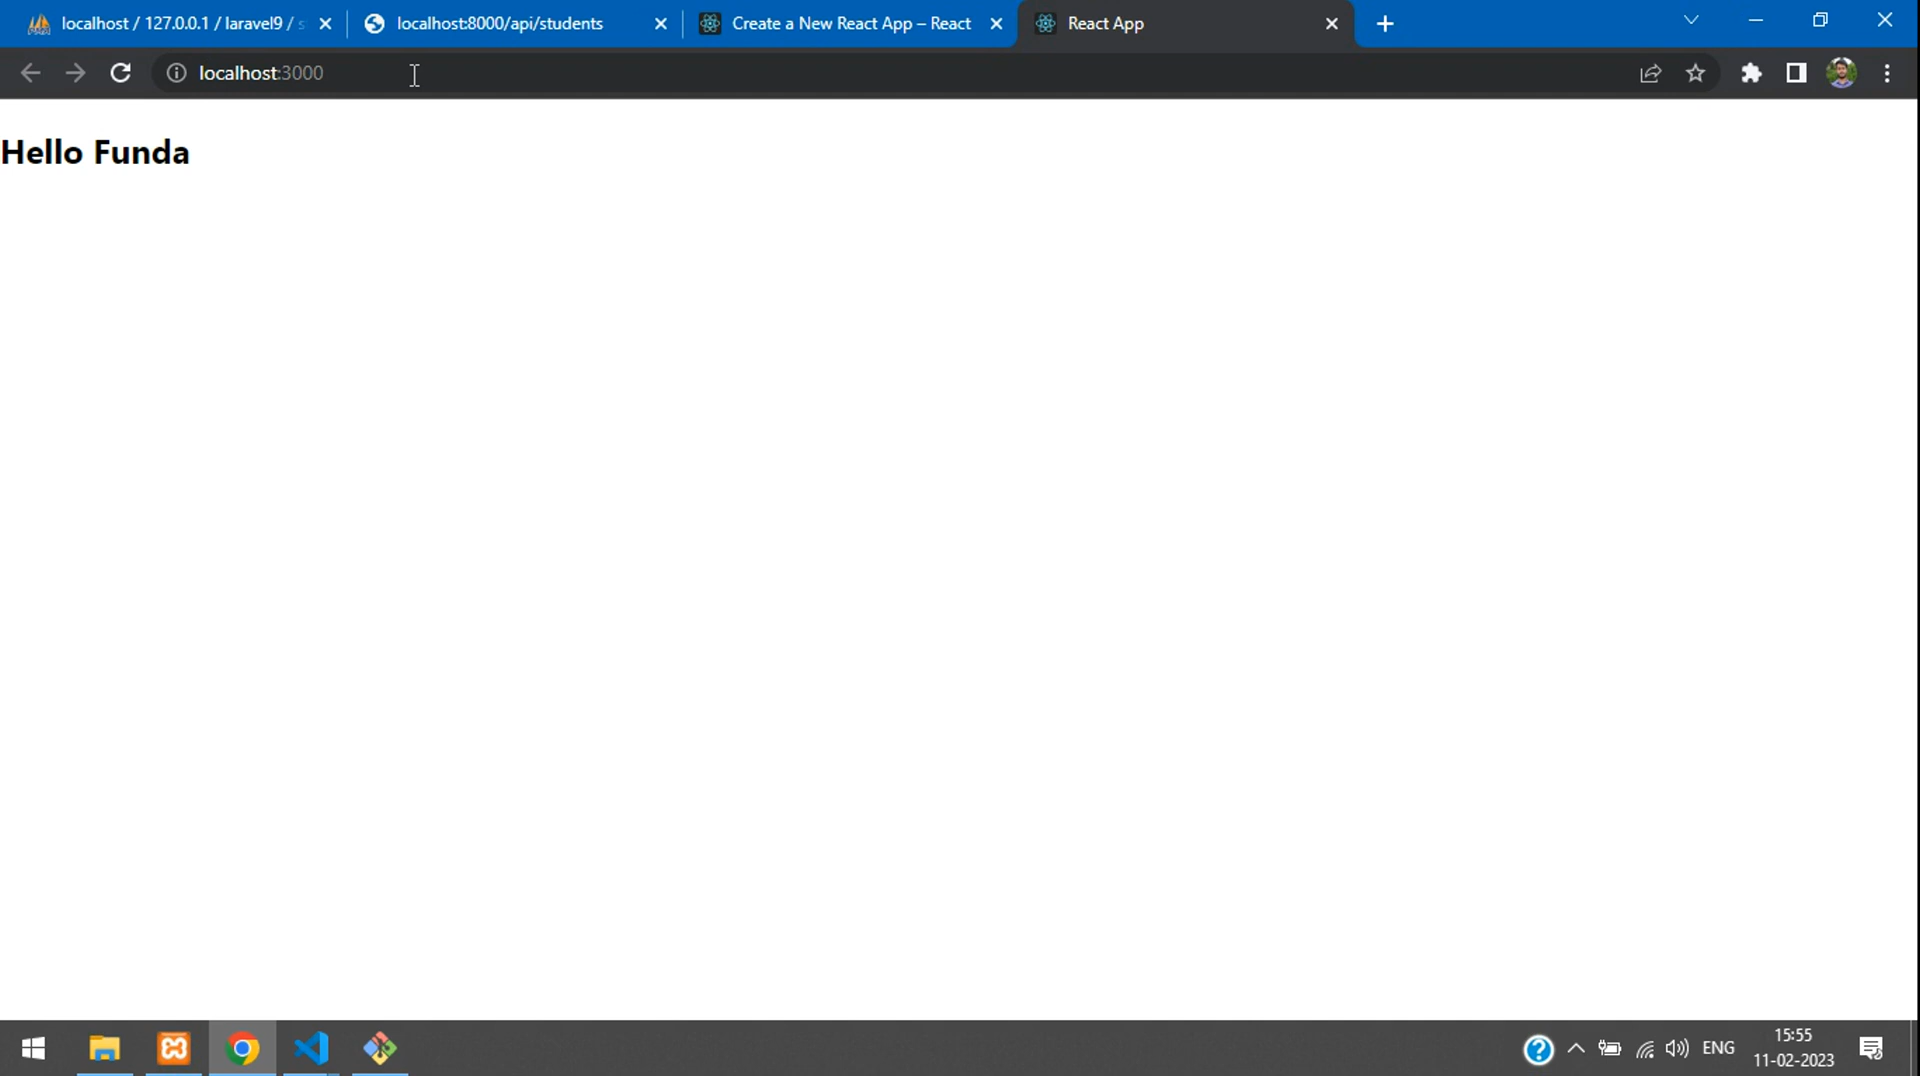 localhost / 127.0.0.1 / laravel9 / s
localhost:8000/api/students
Create a New React App – React
React App
localhost:3000
Hello Funda
ENG
15:55
11-02-2023